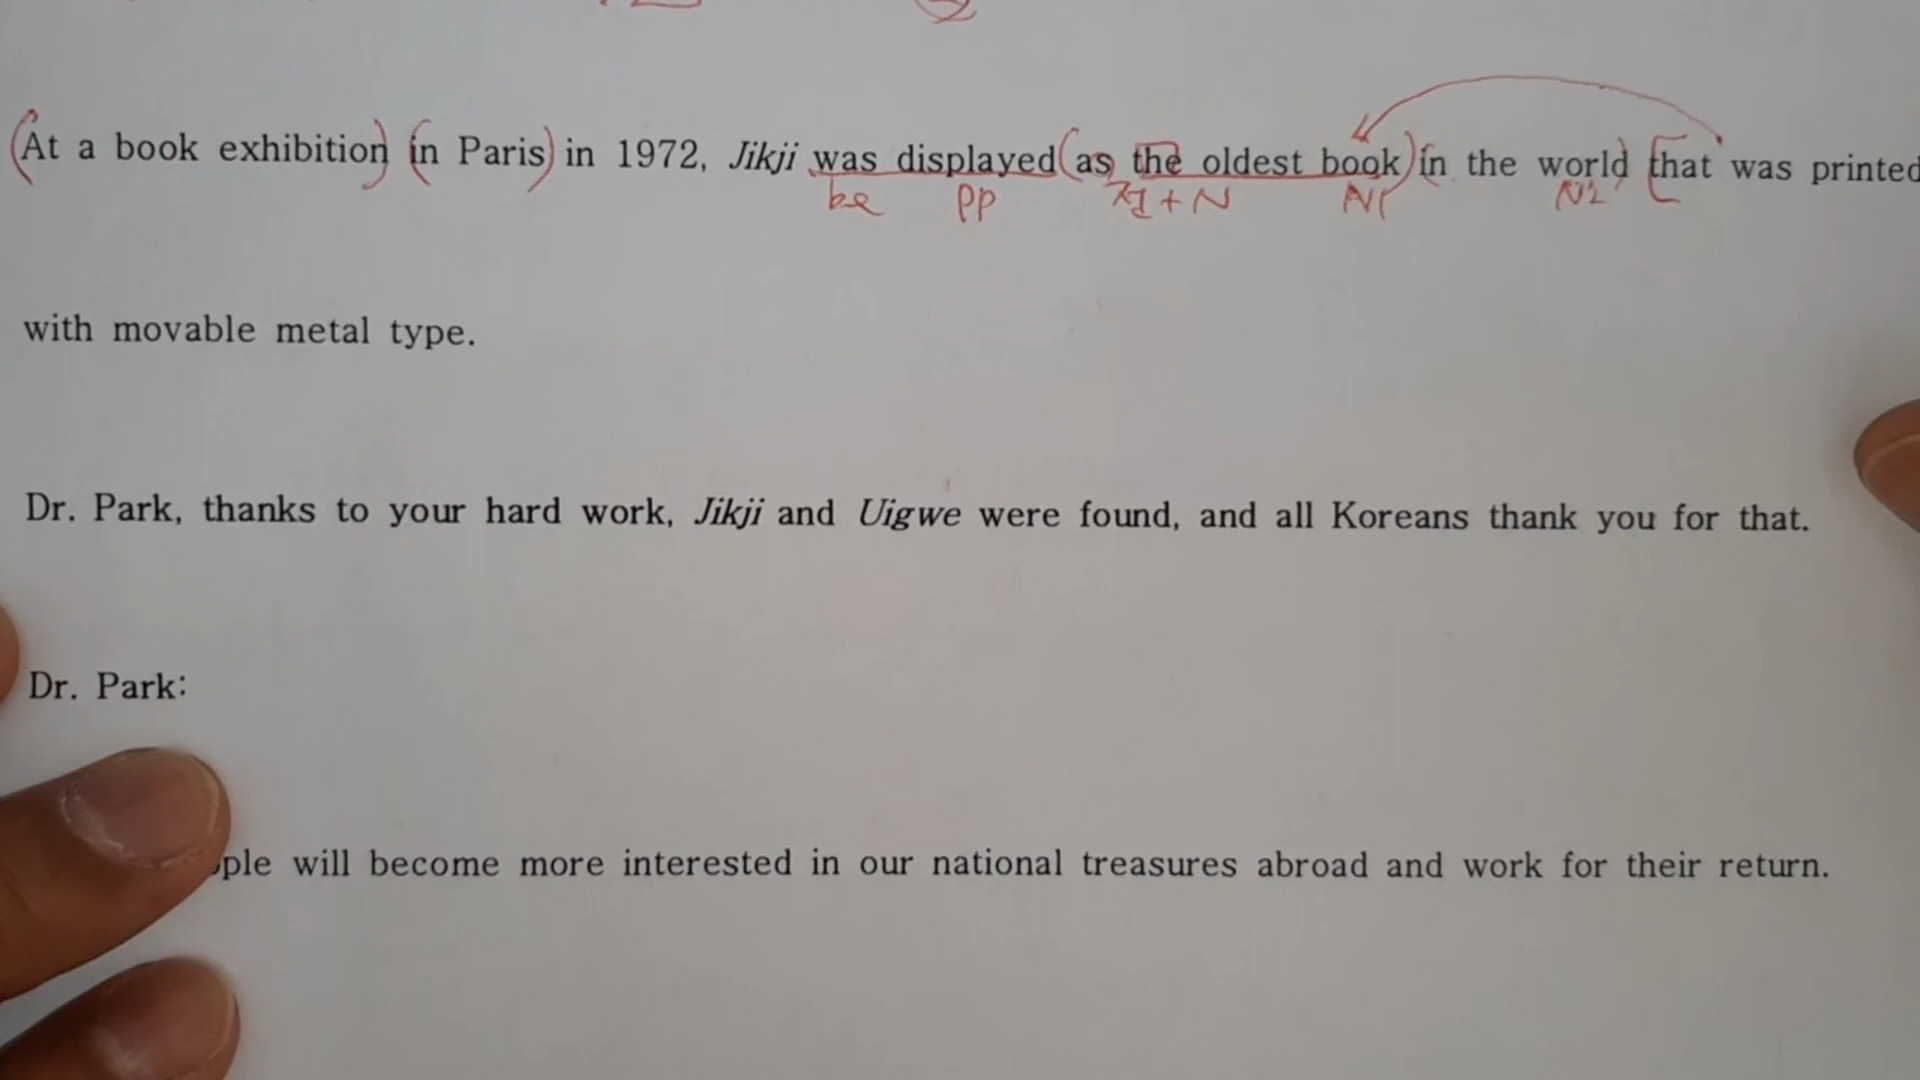 At a book exhibition in Paris in 1972, Jikji was displayed as the oldest book in the world that was printed
be pp 전+N N1 N2
with movable metal type.
Dr. Park, thanks to your hard work, Jikji and Uigwe were found, and all Koreans thank you for that.
Dr. Park:
will become more interested in our national treasures abroad and work for their return.